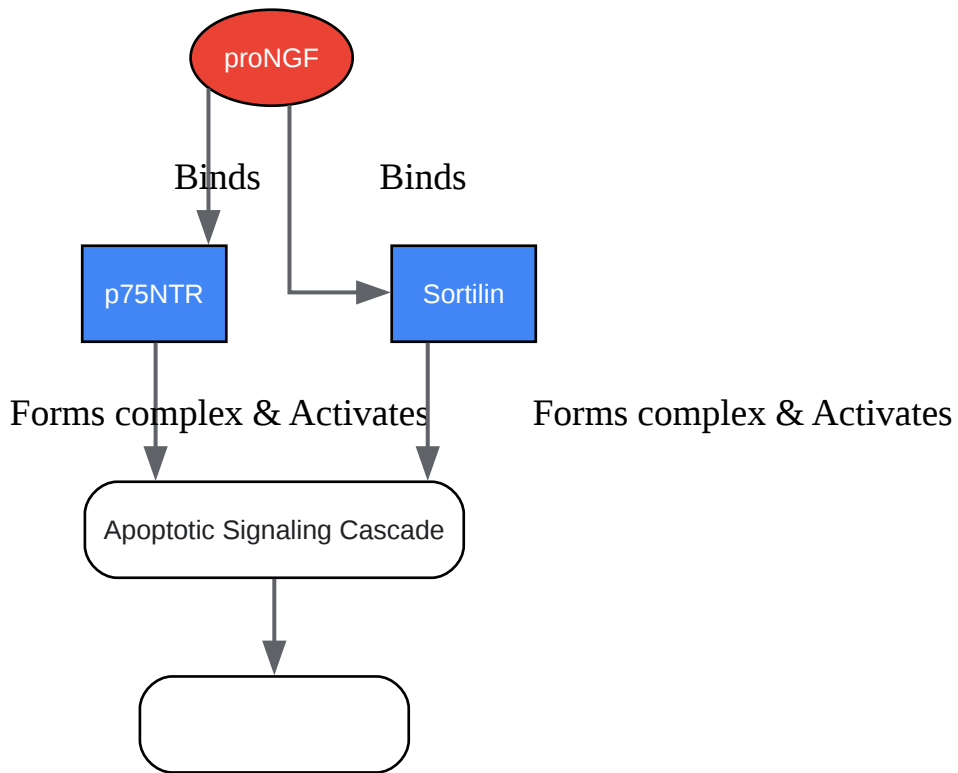 proNGF
Binds
Binds
p75NTR
Sortilin
Forms complex & Activates
Forms complex & Activates
Apoptotic Signaling Cascade